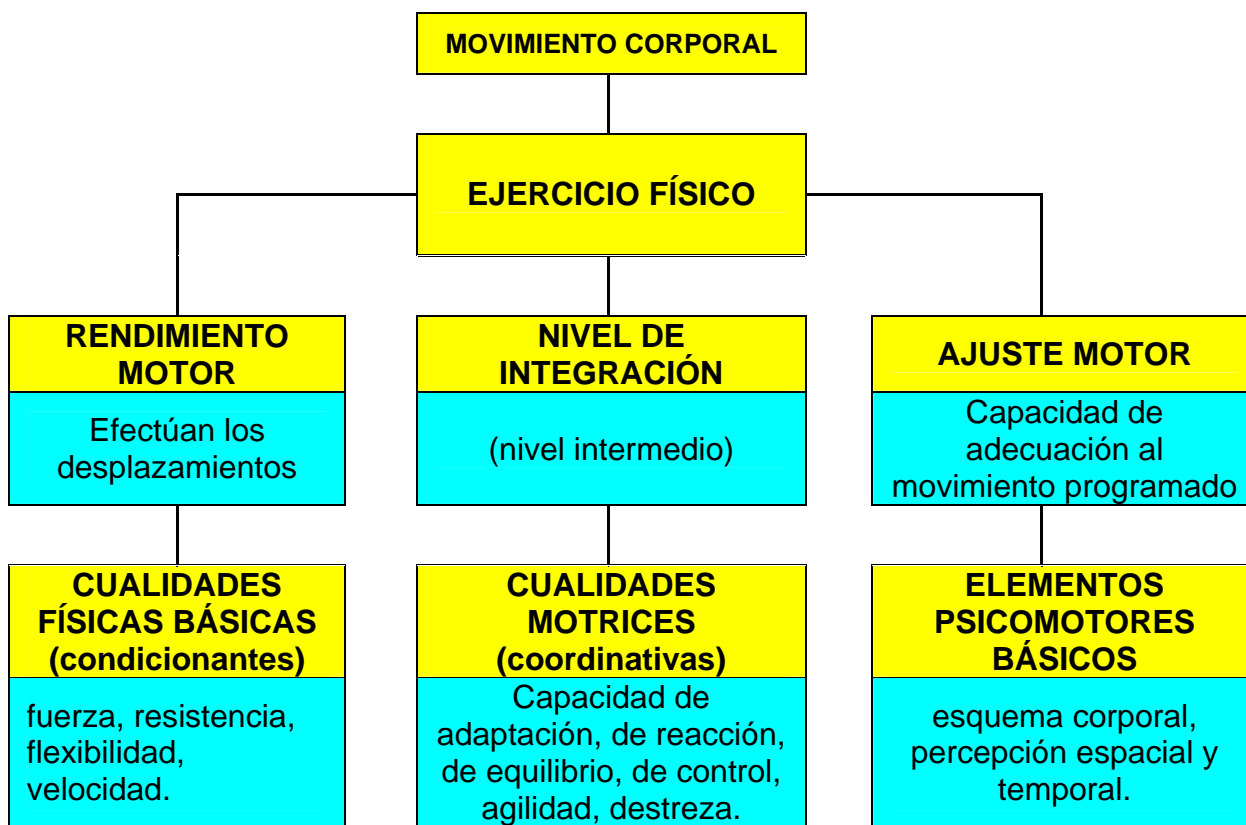 MOVIMIENTO CORPORAL
EJERCICIO FÍSICO
RENDIMIENTO
MOTOR
Efectúan los
desplazamientos
NIVEL DE
INTEGRACIÓN
(nivel intermedio)
AJUSTE MOTOR
Capacidad de
adecuación al
movimiento programado
CUALIDADES
FÍSICAS BÁSICAS
(condicionantes)
fuerza, resistencia,
flexibilidad,
velocidad.
CUALIDADES
MOTRICES
(coordinativas)
Capacidad de
adaptación, de reacción,
de equilibrio, de control,
agilidad, destreza.
ELEMENTOS
PSICOMOTORES
BÁSICOS
esquema corporal,
percepción espacial y
temporal.